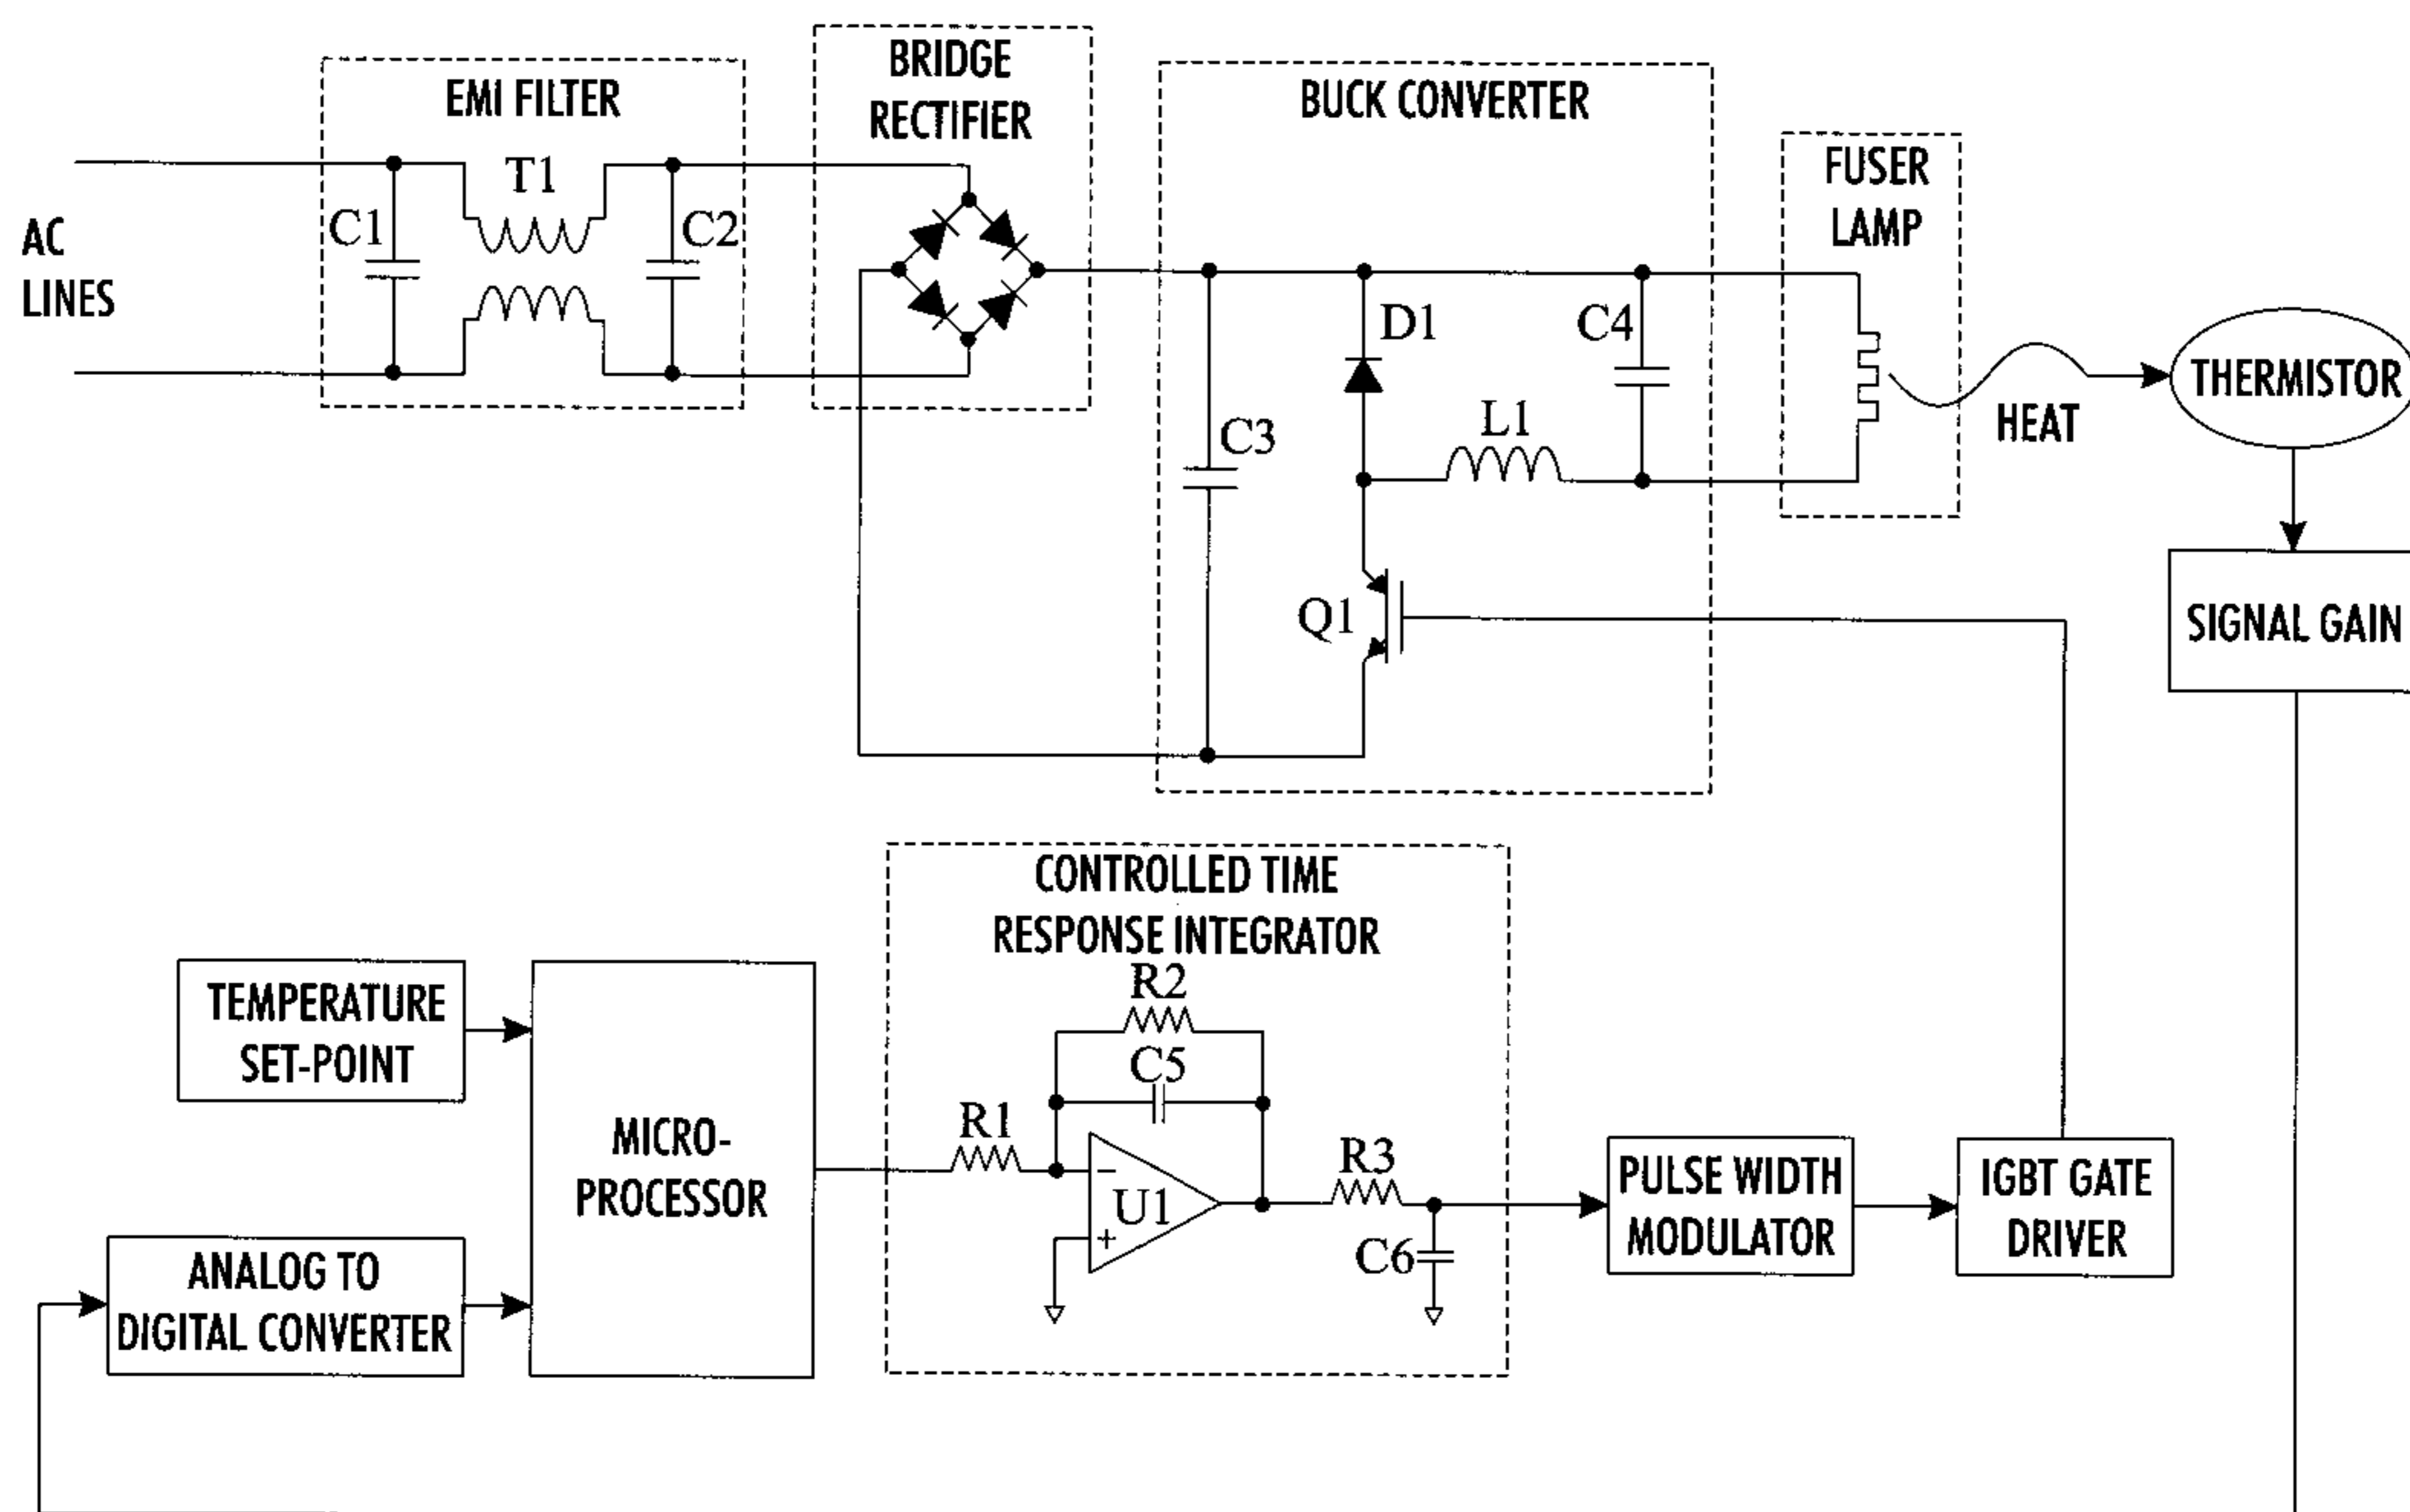 EMI FILTER
BRIDGE
RECTIFIER
BUCK CONVERTER
FUSER
LAMP
AC
LINES
C1
T1
C2
D1
C4
C3
L1
Q1
HEAT
THERMISTOR
SIGNAL GAIN
CONTROLLED TIME
RESPONSE INTEGRATOR
TEMPERATURE
SET-POINT
MICRO-
PROCESSOR
ANALOG TO
DIGITAL CONVERTER
R2
C5
R1
−
U1
+
R3
C6
PULSE WIDTH
MODULATOR
IGBT GATE
DRIVER